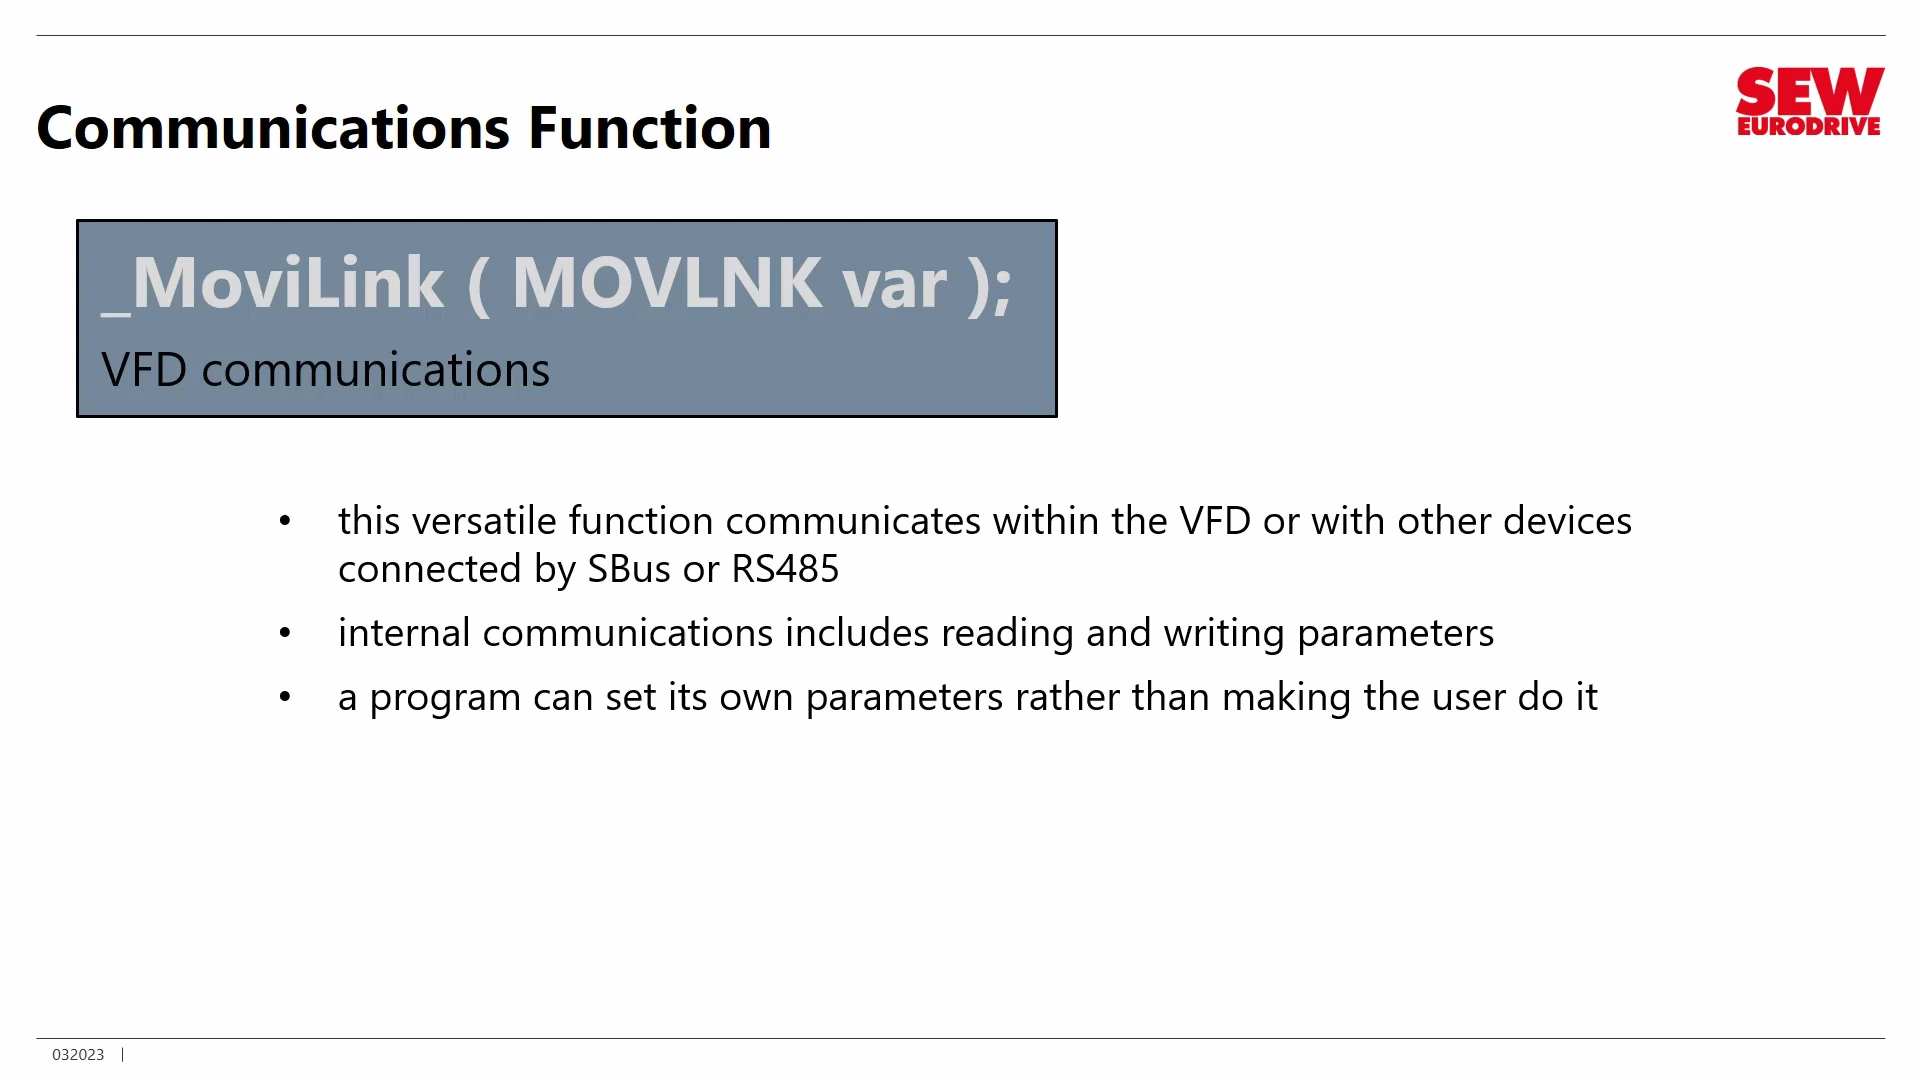 SEW
EURODRIVE
Communications Function
_MoviLink ( MOVLNK var );
VFD communications
• this versatile function communicates within the VFD or with other devices
connected by SBus or RS485
• internal communications includes reading and writing parameters
• a program can set its own parameters rather than making the user do it
032023 |